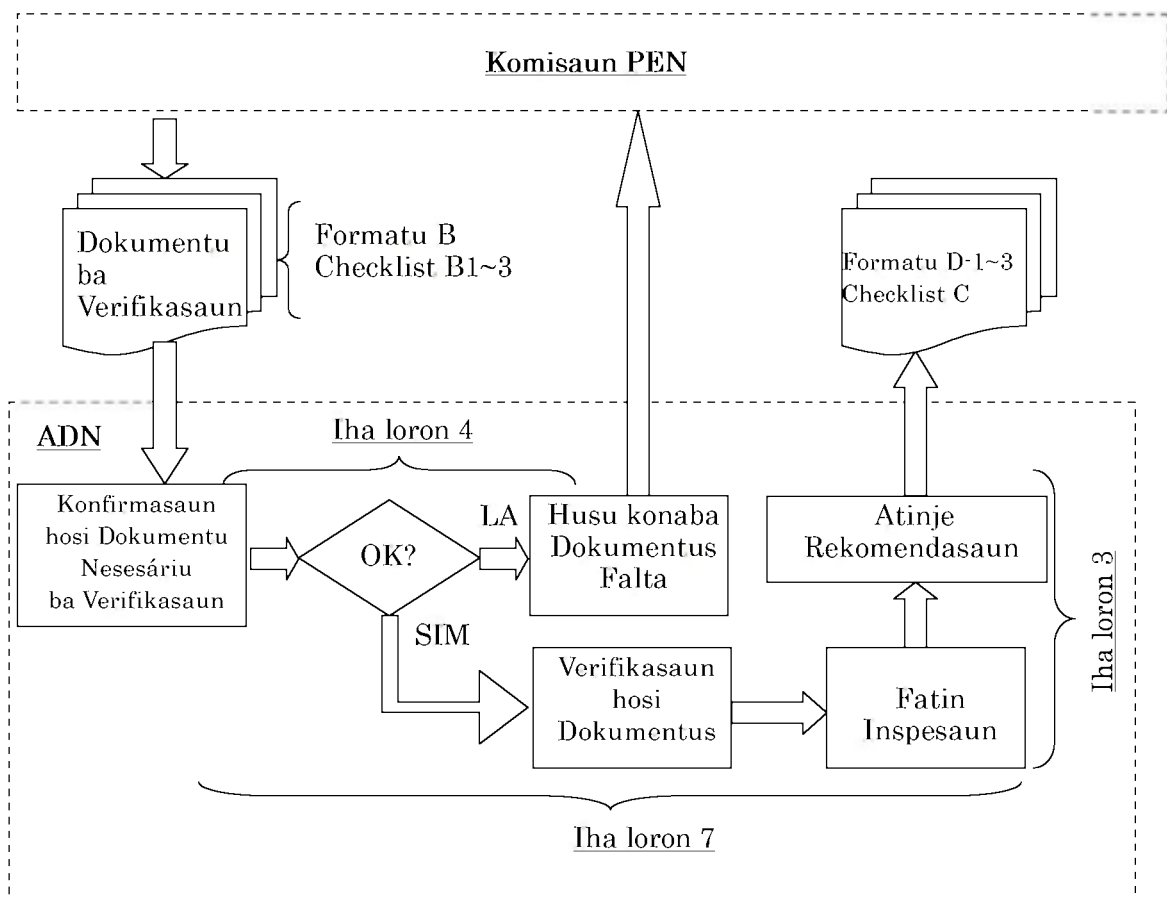 Komisaun PEN
Dokumentu
ba
Verifikasaun
Formatu B
Checklist B1~3
Formatu D-1~3
Checklist C
ADN
Iha loron 4
Konfirmasaun
hosi Dokumentu
Nesesáriu
ba Verifikasaun
OK?
LA
Husu konaba
Dokumentus
Falta
SIM
Verifikasaun
hosi
Dokumentus
Fatin
Inspesaun
Atinje
Rekomendasaun
Iha loron 3
Iha loron 7